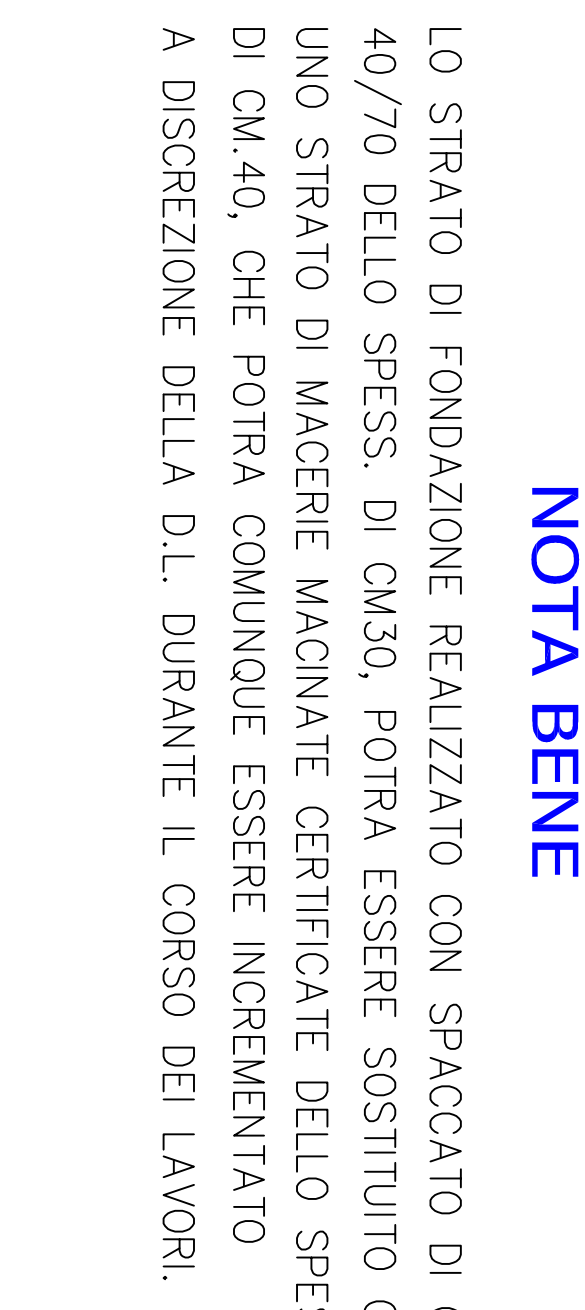 NOTA BENE
LO STRATO DI FONDAZIONE REALIZZATO CON SPACCATO DI
40/70 DELLO SPESS. DI CM30, POTRA ESSERE SOSTITUITO
UNO STRATO DI MACERIE MACINATE CERTIFICATE DELLO
DI CM.40, CHE POTRA COMUNQUE ESSERE INCREMENTATO
A DISCREZIONE DELLA D.L. DURANTE IL CORSO DEI LAVORI.